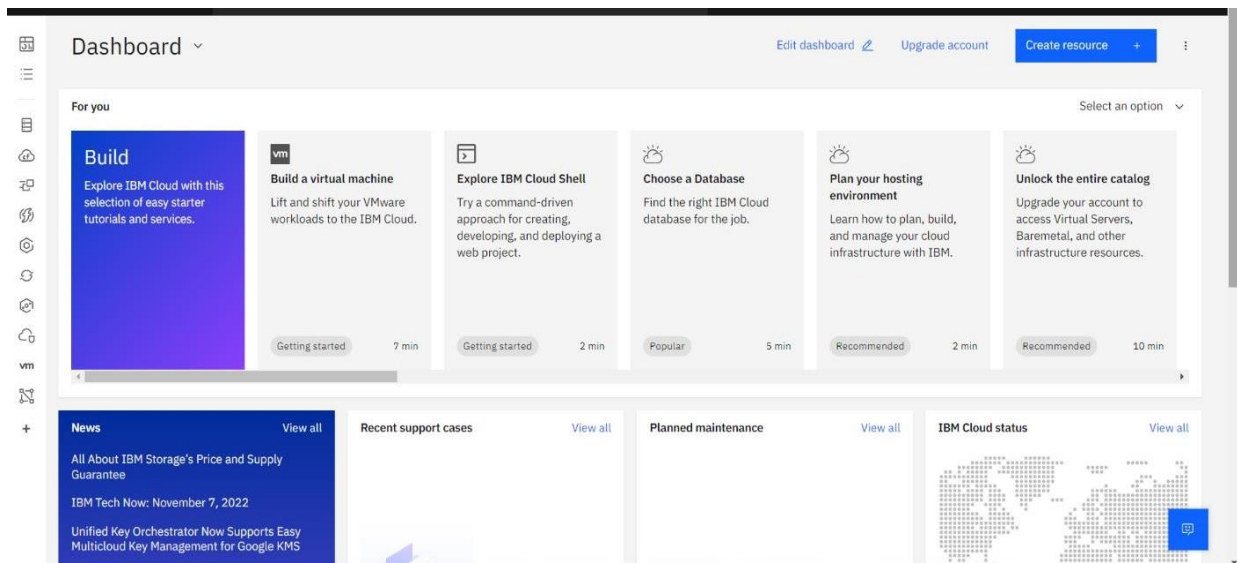 Dashboard
Edit dashboard
Upgrade account
Create resource +
For you
Select an option
Build
Explore IBM Cloud with this
selection of easy starter
tutorials and services.
vm
Build a virtual machine
Lift and shift your VMware
workloads to the IBM Cloud.
Getting started 7 min
Explore IBM Cloud Shell
Try a command-driven
approach for creating,
developing, and deploying a
web project.
Getting started 2 min
Choose a Database
Find the right IBM Cloud
database for the job.
Popular 5 min
Plan your hosting
environment
Learn how to plan, build,
and manage your cloud
infrastructure with IBM.
Recommended 2 min
Unlock the entire catalog
Upgrade your account to
access Virtual Servers,
Baremetal, and other
infrastructure resources.
Recommended 10 min
vm
+
News View all
All About IBM Storage's Price and Supply
Guarantee
IBM Tech Now: November 7, 2022
Unified Key Orchestrator Now Supports Easy
Multicloud Key Management for Google KMS
Recent support cases View all
Planned maintenance View all
IBM Cloud status View all